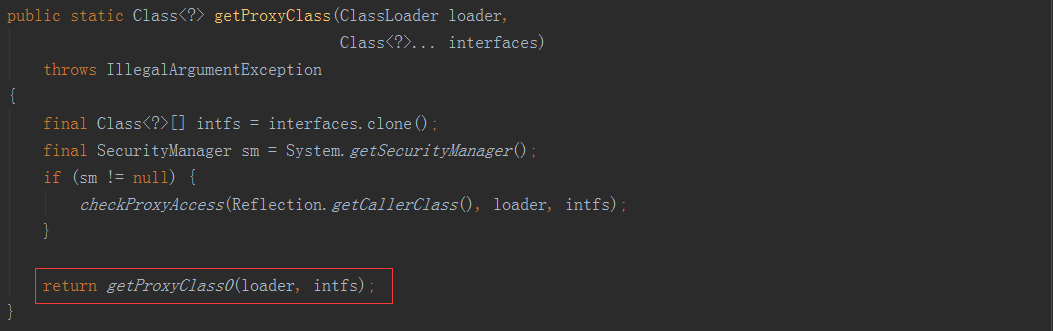 public static Class<?> getProxyClass(ClassLoader loader,
                                     Class<?>... interfaces)
    throws IllegalArgumentException
{
    final Class<?>[] intfs = interfaces.clone();
    final SecurityManager sm = System.getSecurityManager();
    if (sm != null) {
        checkProxyAccess(Reflection.getCallerClass(), loader, intfs);
    }

    return getProxyClass0(loader, intfs);
}